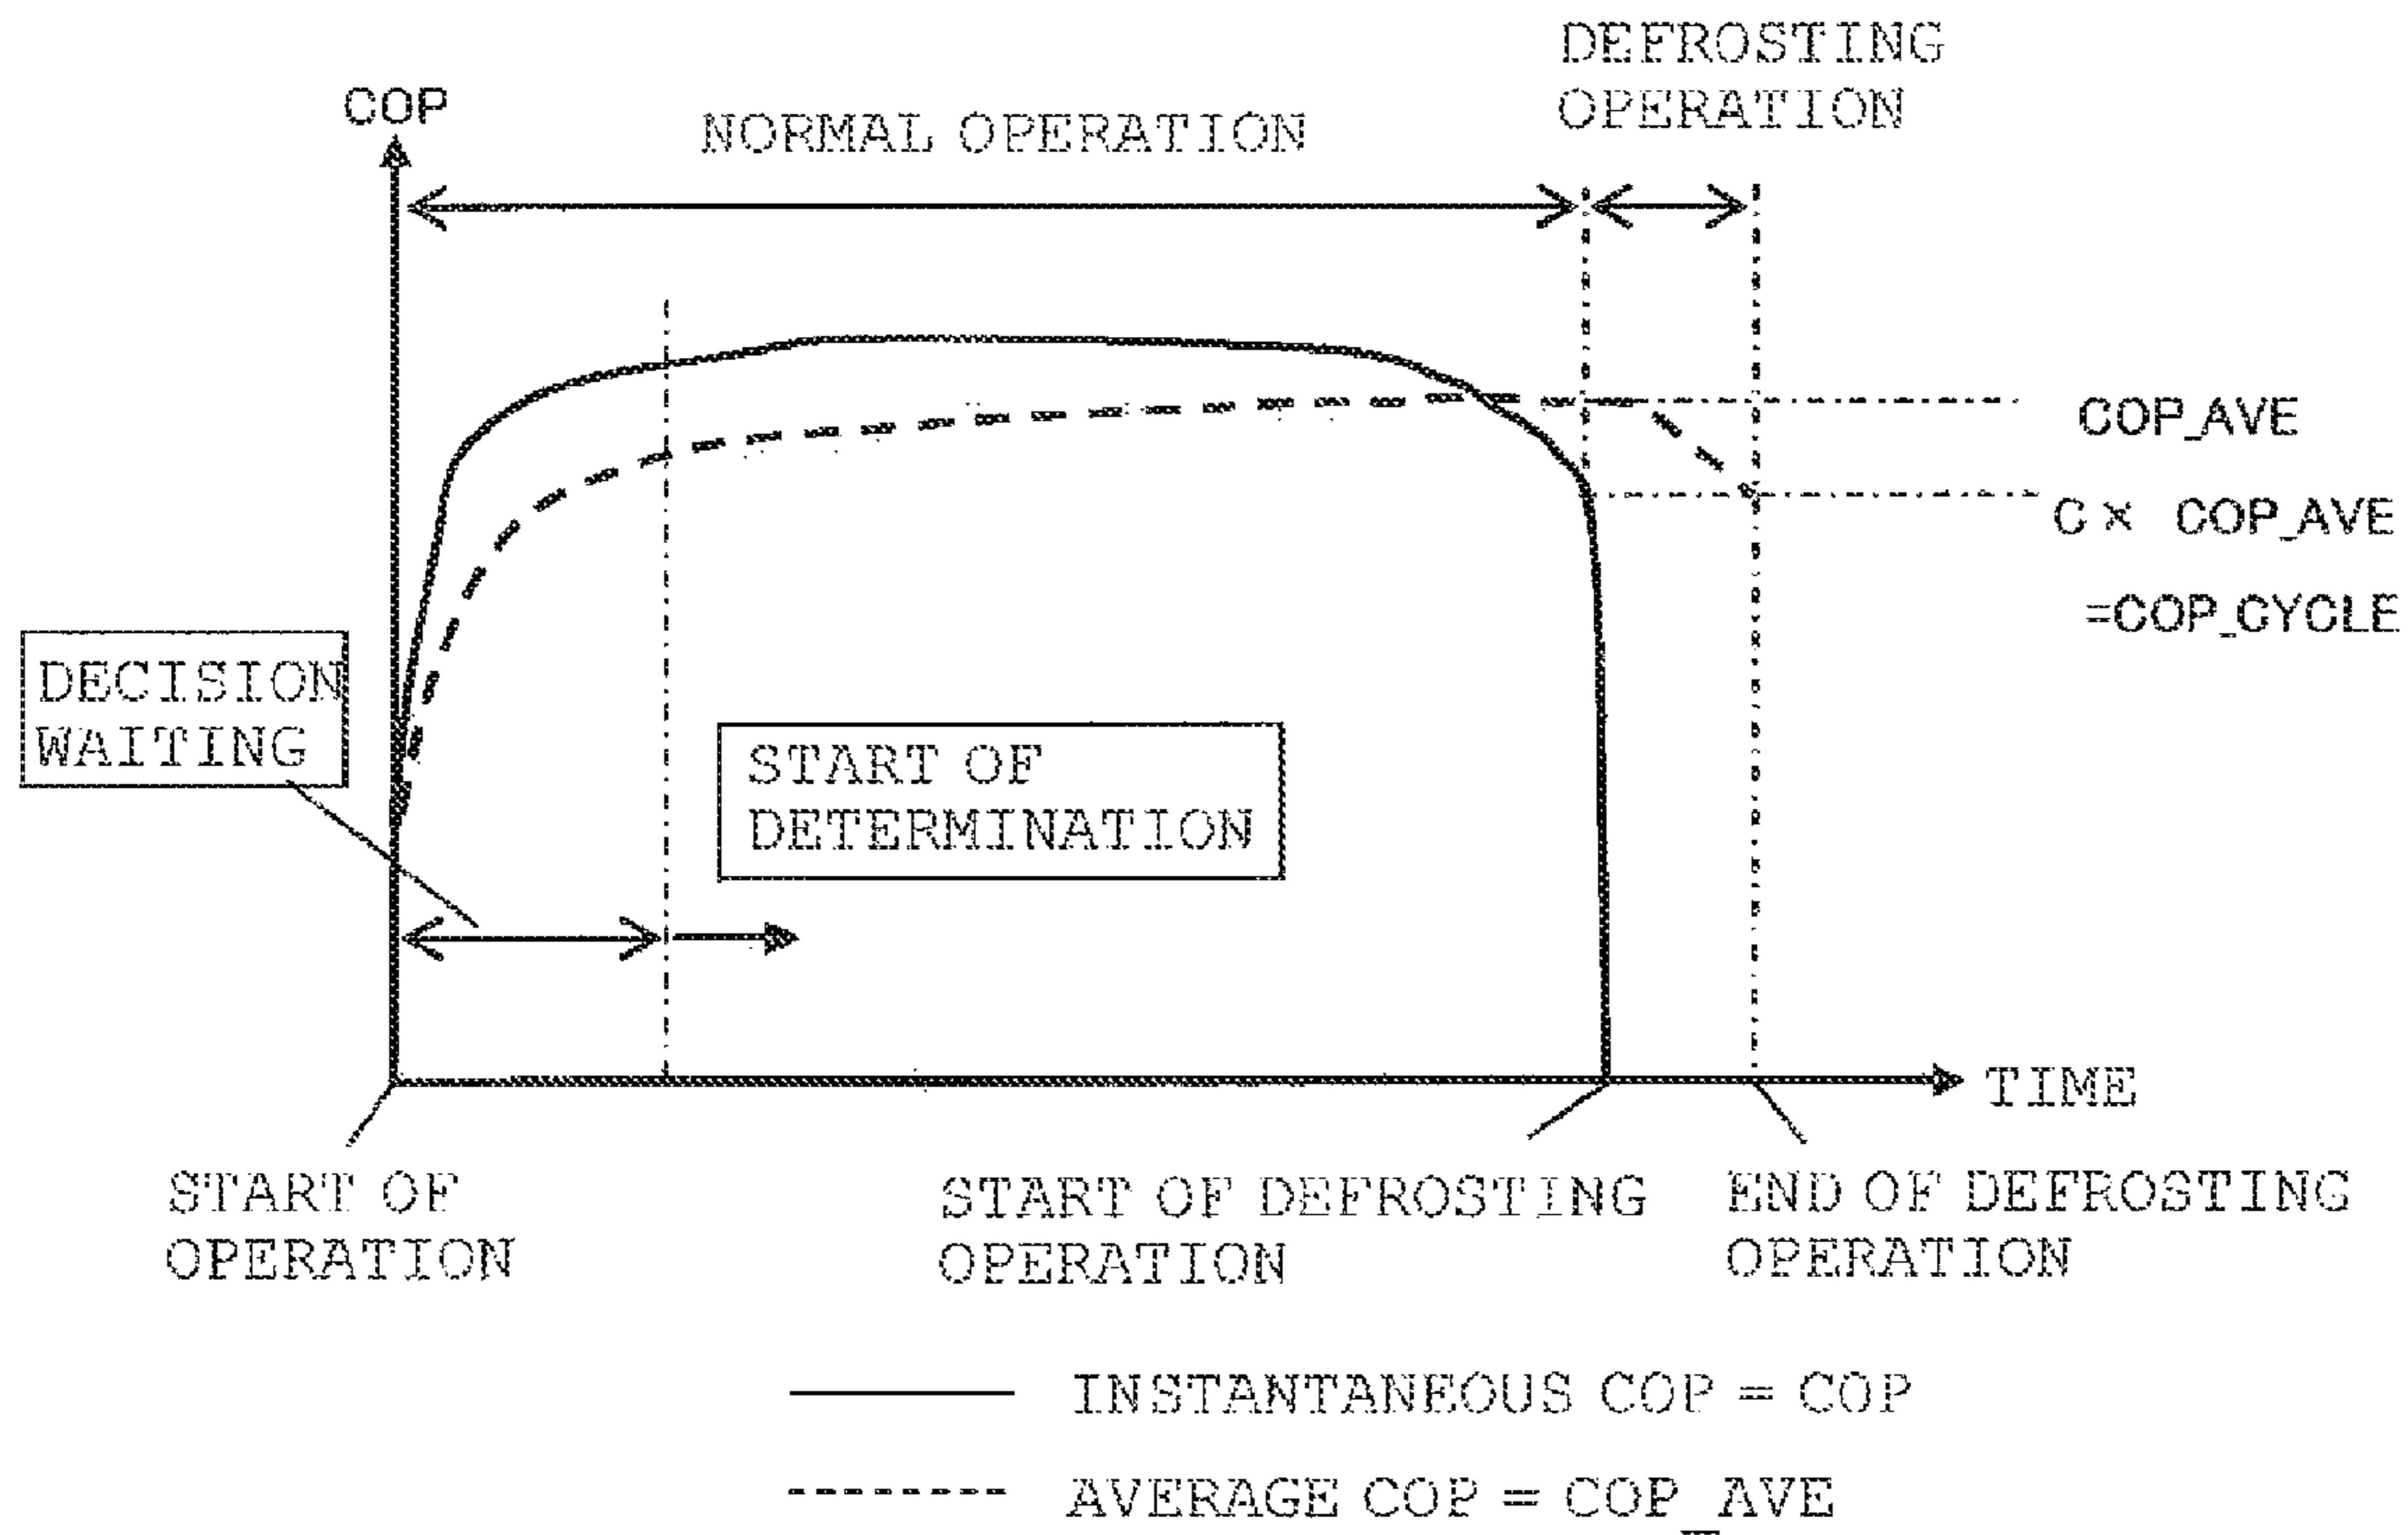 DEFROSTING
OPERATION
COP
NORMAL OPERATION
COP_AVE
C × COP_AVE
=COP_CYCLE
DECISION
WAITING
START OF
DETERMINATION
TIME
START OF
OPERATION
START OF DEFROSTING
OPERATION
END OF DEFROSTING
OPERATION
INSTANTANEOUS COP = COP
AVERAGE COP = COP_AVE